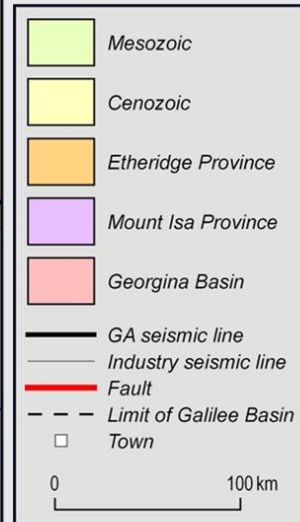 Mesozoic
Cenozoic
Etheridge Province
Mount Isa Province
Georgina Basin
GA seismic line
Industry seismic line
Fault
Limit of Galilee Basin
Town
0 100 km